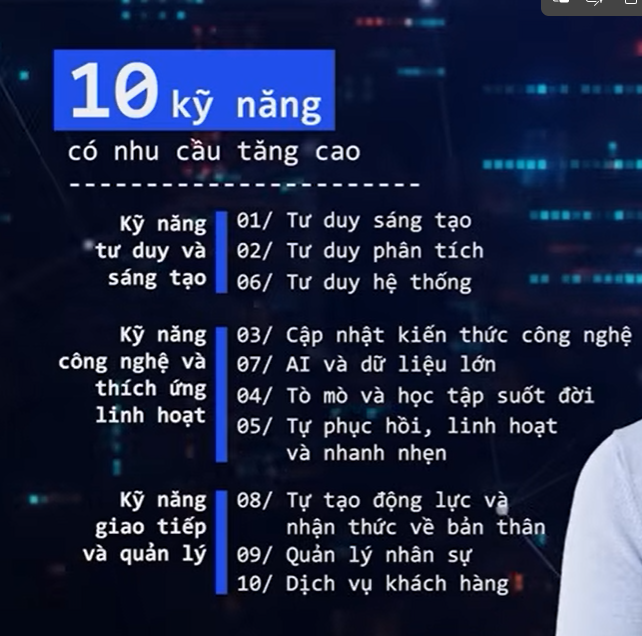 10 kỹ năng
có nhu cầu tăng cao
Kỹ năng
tư duy và
sáng tạo
01/ Tư duy sáng tạo
02/ Tư duy phân tích
06/ Tư duy hệ thống
Kỹ năng
công nghệ và
thích ứng
linh hoạt
03/ Cập nhật kiến thức công nghệ
07/ AI và dữ liệu lớn
04/ Tò mò và học tập suốt đời
05/ Tự phục hồi, linh hoạt
và nhanh nhẹn
Kỹ năng
giao tiếp
và quản lý
08/ Tự tạo động lực và
nhận thức về bản thân
09/ Quản lý nhân sự
10/ Dịch vụ khách hàng